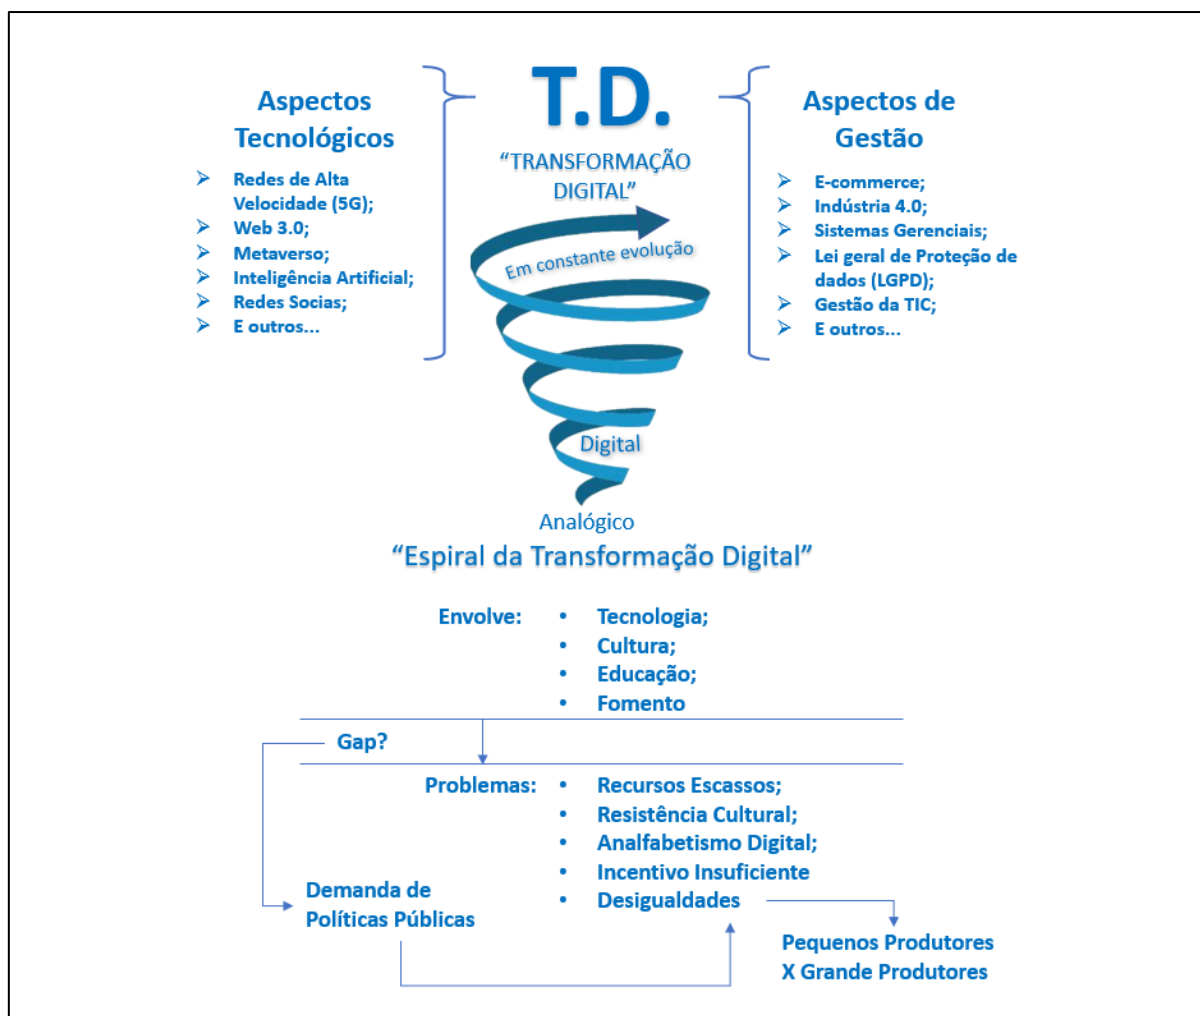 T.D.
“TRANSFORMAÇÃO
DIGITAL”
Em constante evolução
Digital
Analógico
“Espiral da Transformação Digital”
Aspectos
Tecnológicos
Redes de Alta
Velocidade (5G);
Web 3.0;
Metaverso;
Inteligência Artificial;
Redes Socias;
E outros...
Aspectos de
Gestão
E-commerce;
Indústria 4.0;
Sistemas Gerenciais;
Lei geral de Proteção de
dados (LGPD);
Gestão da TIC;
E outros...
Envolve:
• Tecnologia;
• Cultura;
• Educação;
• Fomento
Gap?
Problemas:
• Recursos Escassos;
• Resistência Cultural;
• Analfabetismo Digital;
• Incentivo Insuficiente
• Desigualdades
Demanda de
Políticas Públicas
Pequenos Produtores
X Grande Produtores